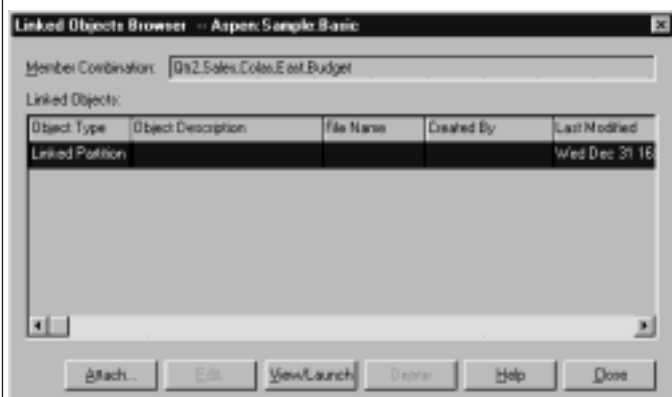 Linked Objects Browser -- Aspen:Sample:Basic
Member Combination: Qtr2,Sales,Colas,East,Budget
Linked Objects:
Object Type Object Description File Name Created By Last Modified
Linked Partition Wed Dec 31 16:
Attach... Edit. View/Launch Delete Help Close